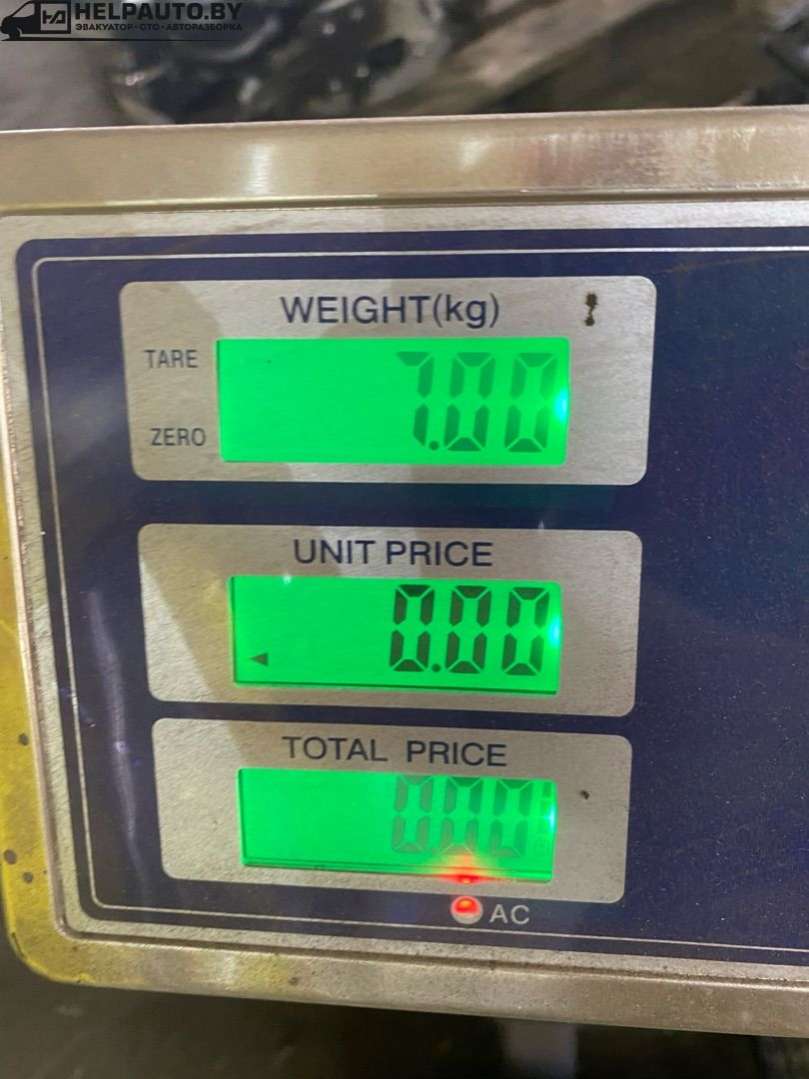 HELPAUTO.BY
ЭВАКУАТОР·СТО·АВТОРАЗБОРКА
WEIGHT(kg)
TARE
7.00
ZERO
UNIT PRICE
0.00
TOTAL PRICE
0.00
AC